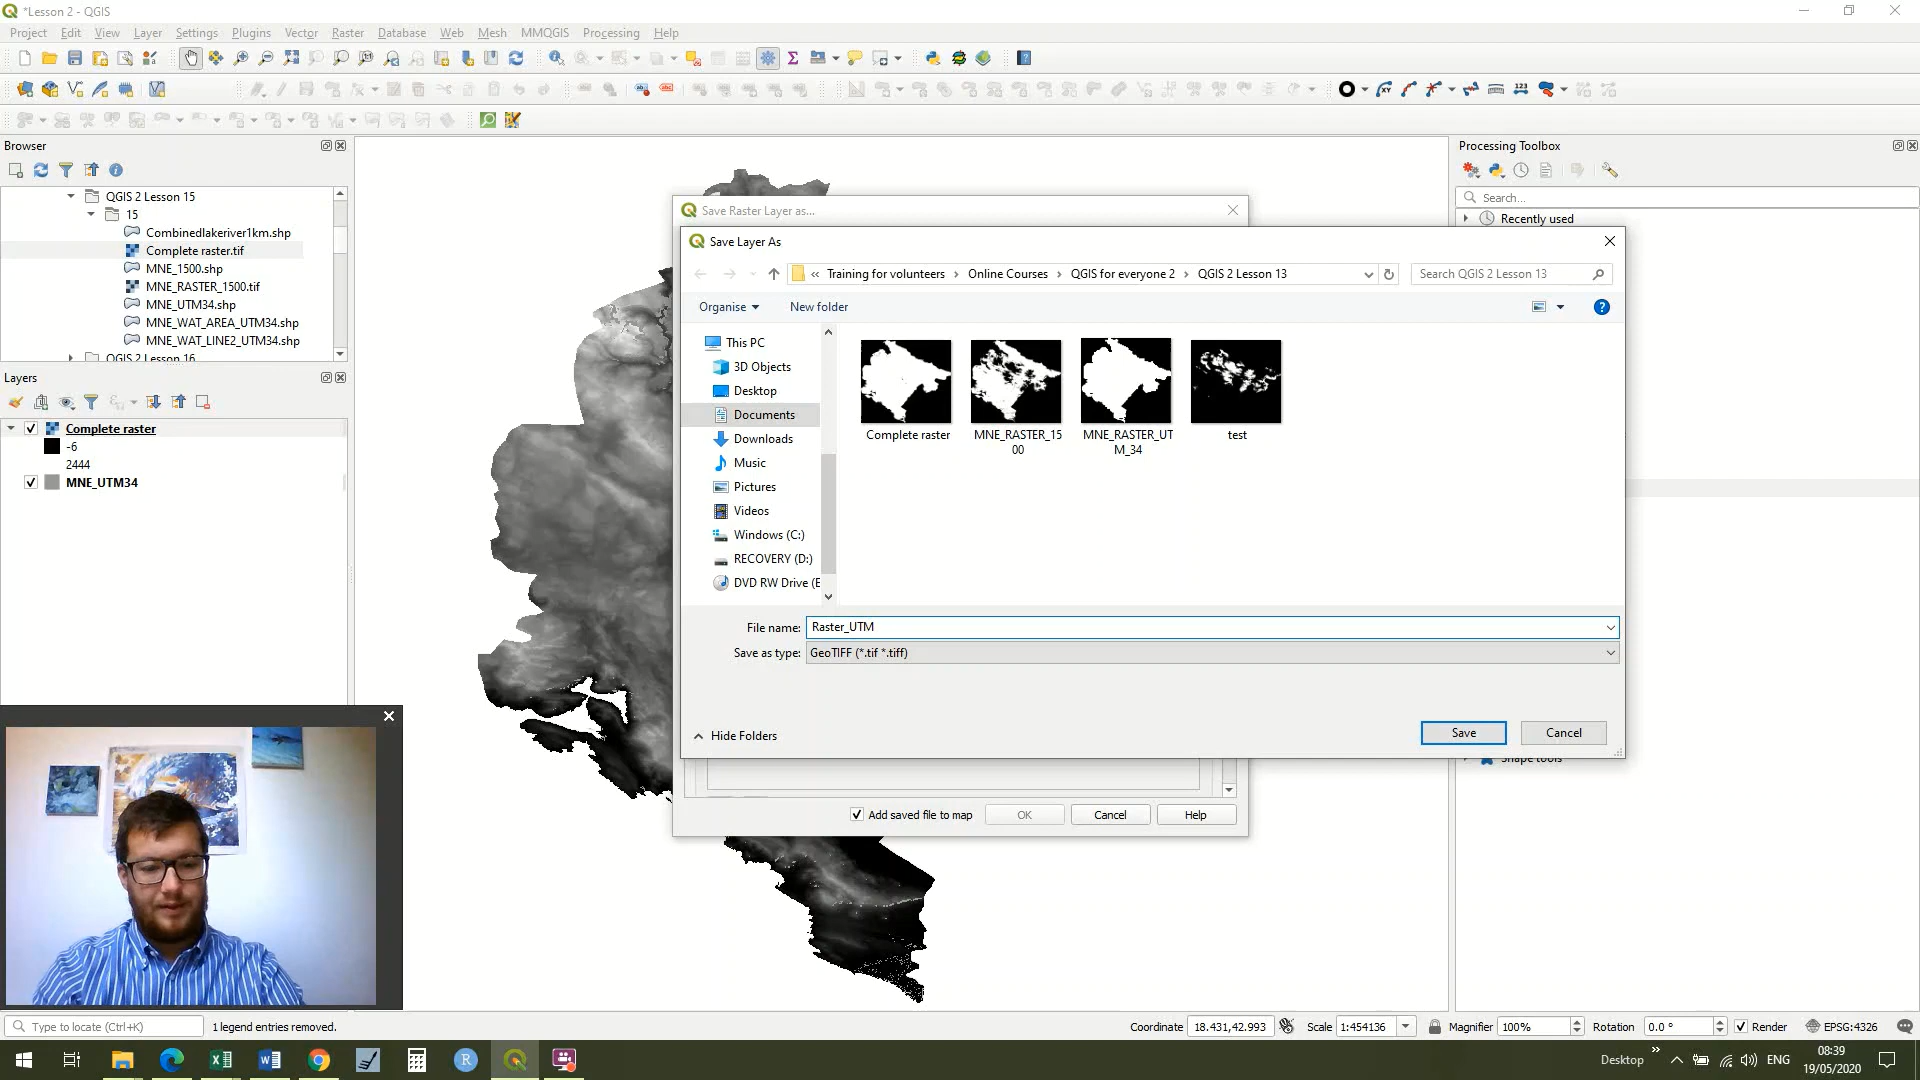 *Lesson 2 - QGIS
Project Edit View Layer Settings Plugins Vector Raster Database Web Mesh MMQGIS Processing Help
Browser
QGIS 2 Lesson 15
15
Combinedlakeriver1km.shp
Complete raster.tif
MNE_1500.shp
MNE_RASTER_1500.tif
MNE_UTM34.shp
MNE_WAT_AREA_UTM34.shp
MNE_WAT_LINE2_UTM34.shp
QGIS 2 Lesson 16
Layers
Complete raster
-6
2444
MNE_UTM34
Save Raster Layer as...
Save Layer As
« Training for volunteers > Online Courses > QGIS for everyone 2 > QGIS 2 Lesson 13
Search QGIS 2 Lesson 13
Organise New folder
This PC
3D Objects
Desktop
Documents
Downloads
Music
Pictures
Videos
Windows (C:)
RECOVERY (D:)
DVD RW Drive (E
Complete raster
MNE_RASTER_15
00
MNE_RASTER_UT
M_34
test
File name: Raster_UTM
Save as type: GeoTIFF (*.tif *.tiff)
Hide Folders
Save Cancel
Add saved file to map OK Cancel Help
Processing Toolbox
Search...
Recently used
Shape tools
Type to locate (Ctrl+K) 1 legend entries removed. Coordinate 18.431,42.993 Scale 1:454136 Magnifier 100% Rotation 0.0 ° Render EPSG:4326
Desktop » ENG 08:39
19/05/2020